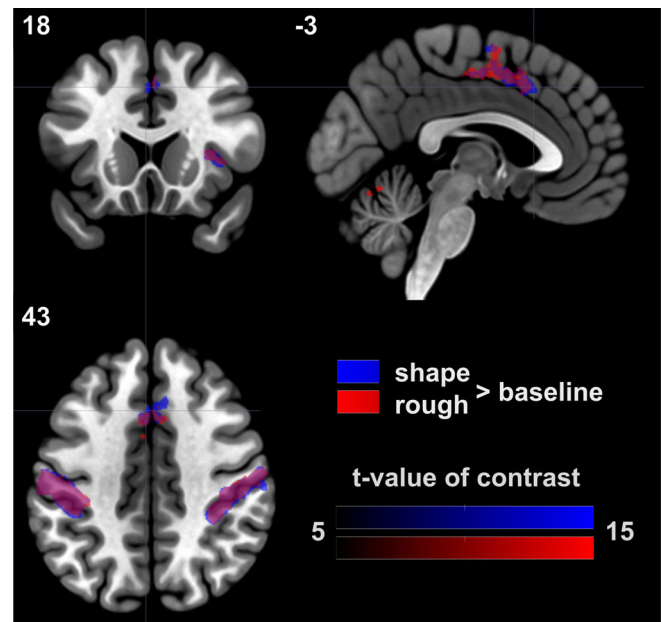 18
-3
43
shape
rough
> baseline
t-value of contrast
5
15